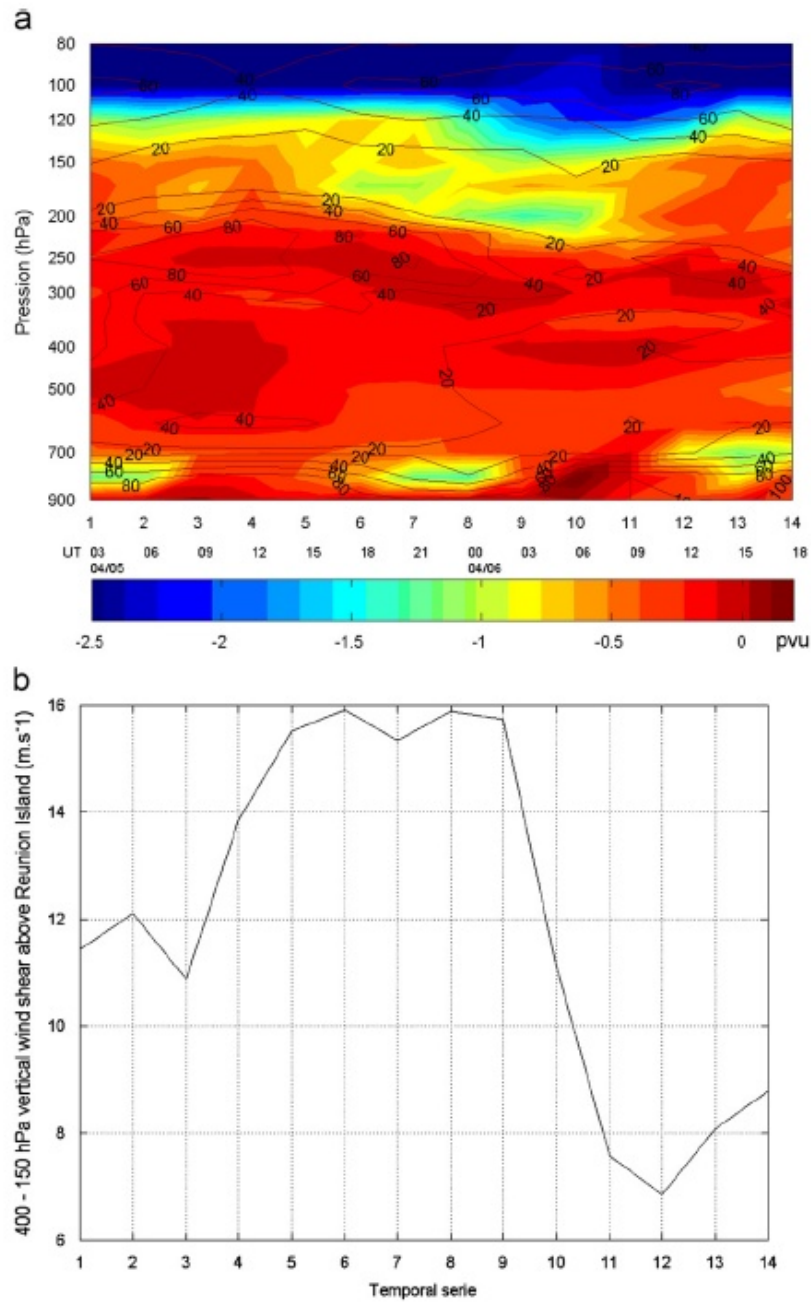 a
80
100
120
150
200
250
300
400
500
700
900
Pression (hPa)
1 2 3 4 5 6 7 8 9 10 11 12 13 14
UT 03 06 09 12 15 18 21 00 03 06 09 12 15 18
04/05 04/06
-2.5 -2 -1.5 -1 -0.5 0 pvu
b
16
14
12
10
8
6
400 - 150 hPa vertical wind shear above Reunion Island (m.s-1)
1 2 3 4 5 6 7 8 9 10 11 12 13 14
Temporal serie